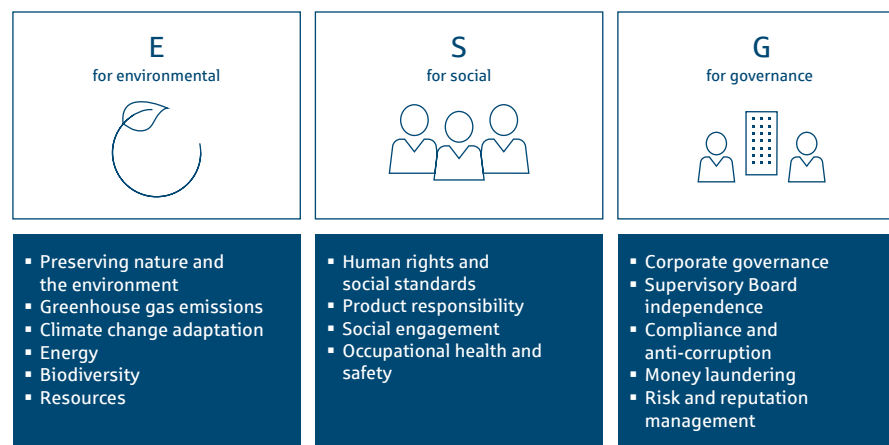 E
for environmental
S
for social
G
for governance
▪ Preserving nature and
the environment
▪ Greenhouse gas emissions
▪ Climate change adaptation
▪ Energy
▪ Biodiversity
▪ Resources
▪ Human rights and
social standards
▪ Product responsibility
▪ Social engagement
▪ Occupational health and
safety
▪ Corporate governance
▪ Supervisory Board
independence
▪ Compliance and
anti-corruption
▪ Money laundering
▪ Risk and reputation
management